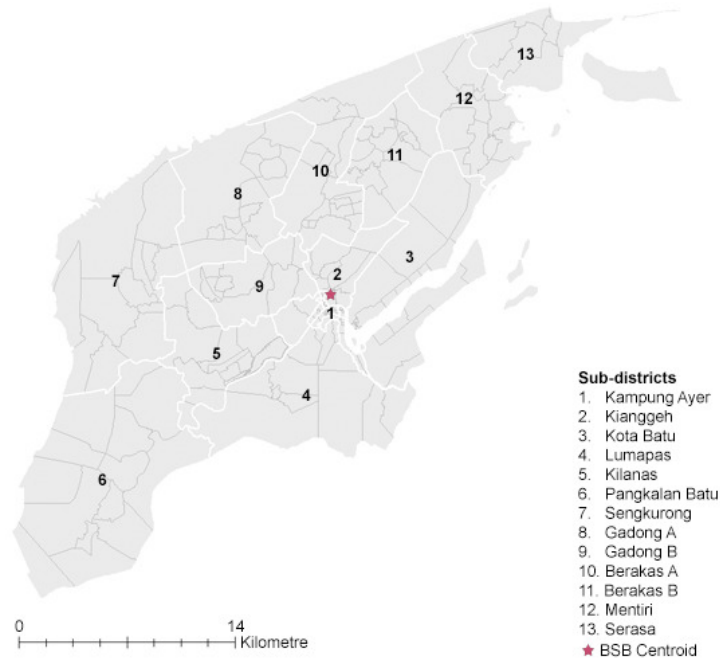 13
12
11
10
8
3
2
7
9
1
5
4
6
Sub-districts
1. Kampung Ayer
2. Kianggeh
3. Kota Batu
4. Lumapas
5. Kilanas
6. Pangkalan Batu
7. Sengkurong
8. Gadong A
9. Gadong B
10. Berakas A
11. Berakas B
12. Mentiri
13. Serasa
BSB Centroid
0 14
Kilometre